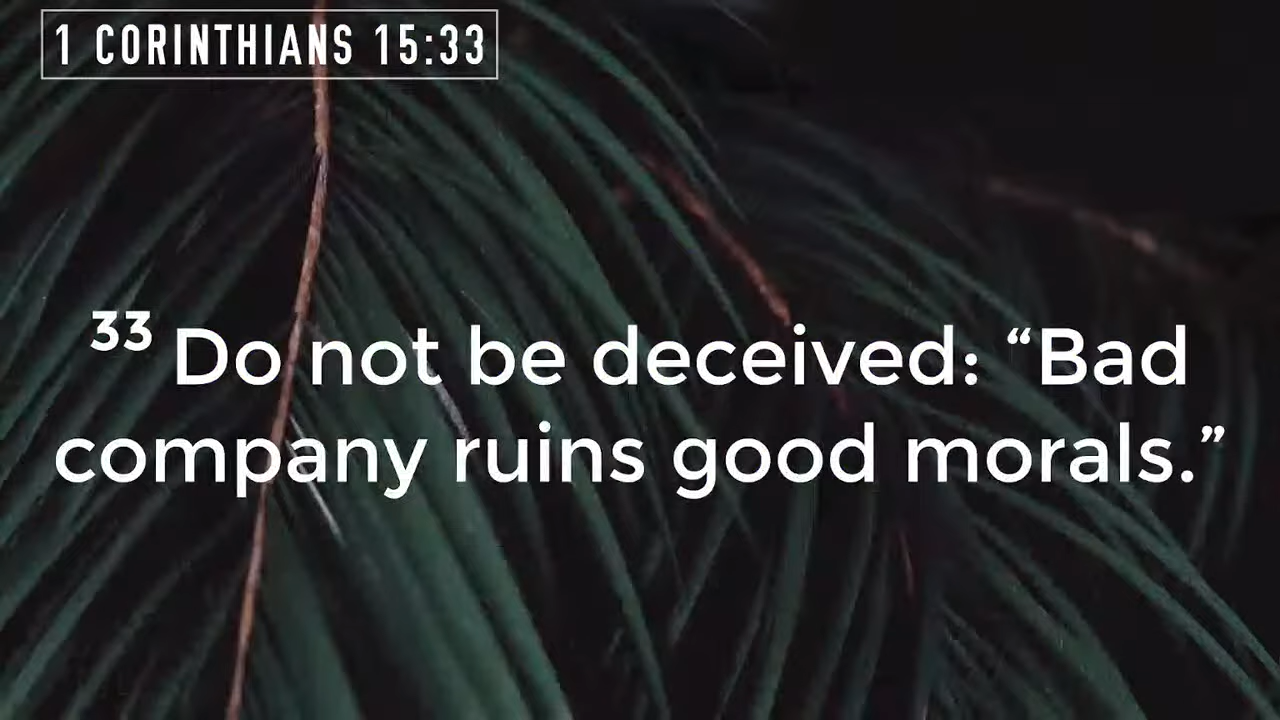 1 CORINTHIANS 15:33
33 Do not be deceived: “Bad
company ruins good morals.”